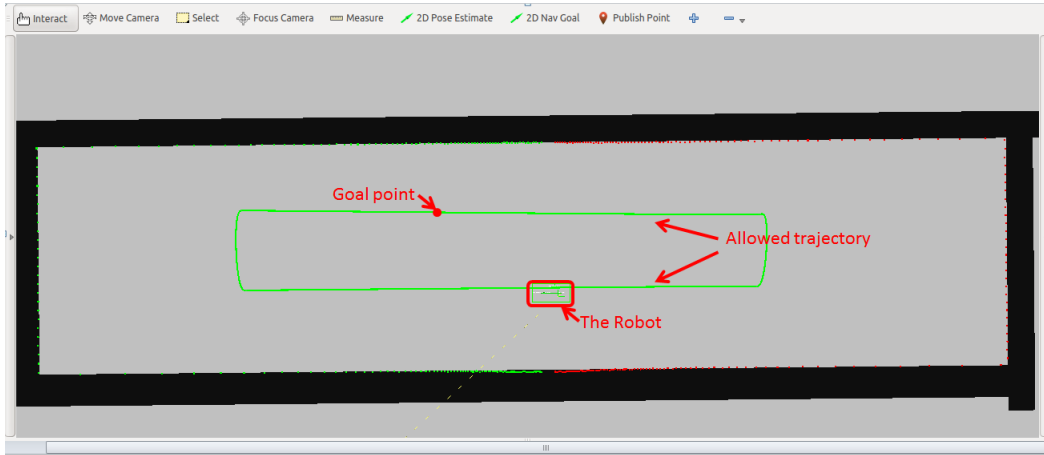 Interact Move Camera Select Focus Camera Measure 2D Pose Estimate 2D Nav Goal Publish Point
Goal point
Allowed trajectory
The Robot